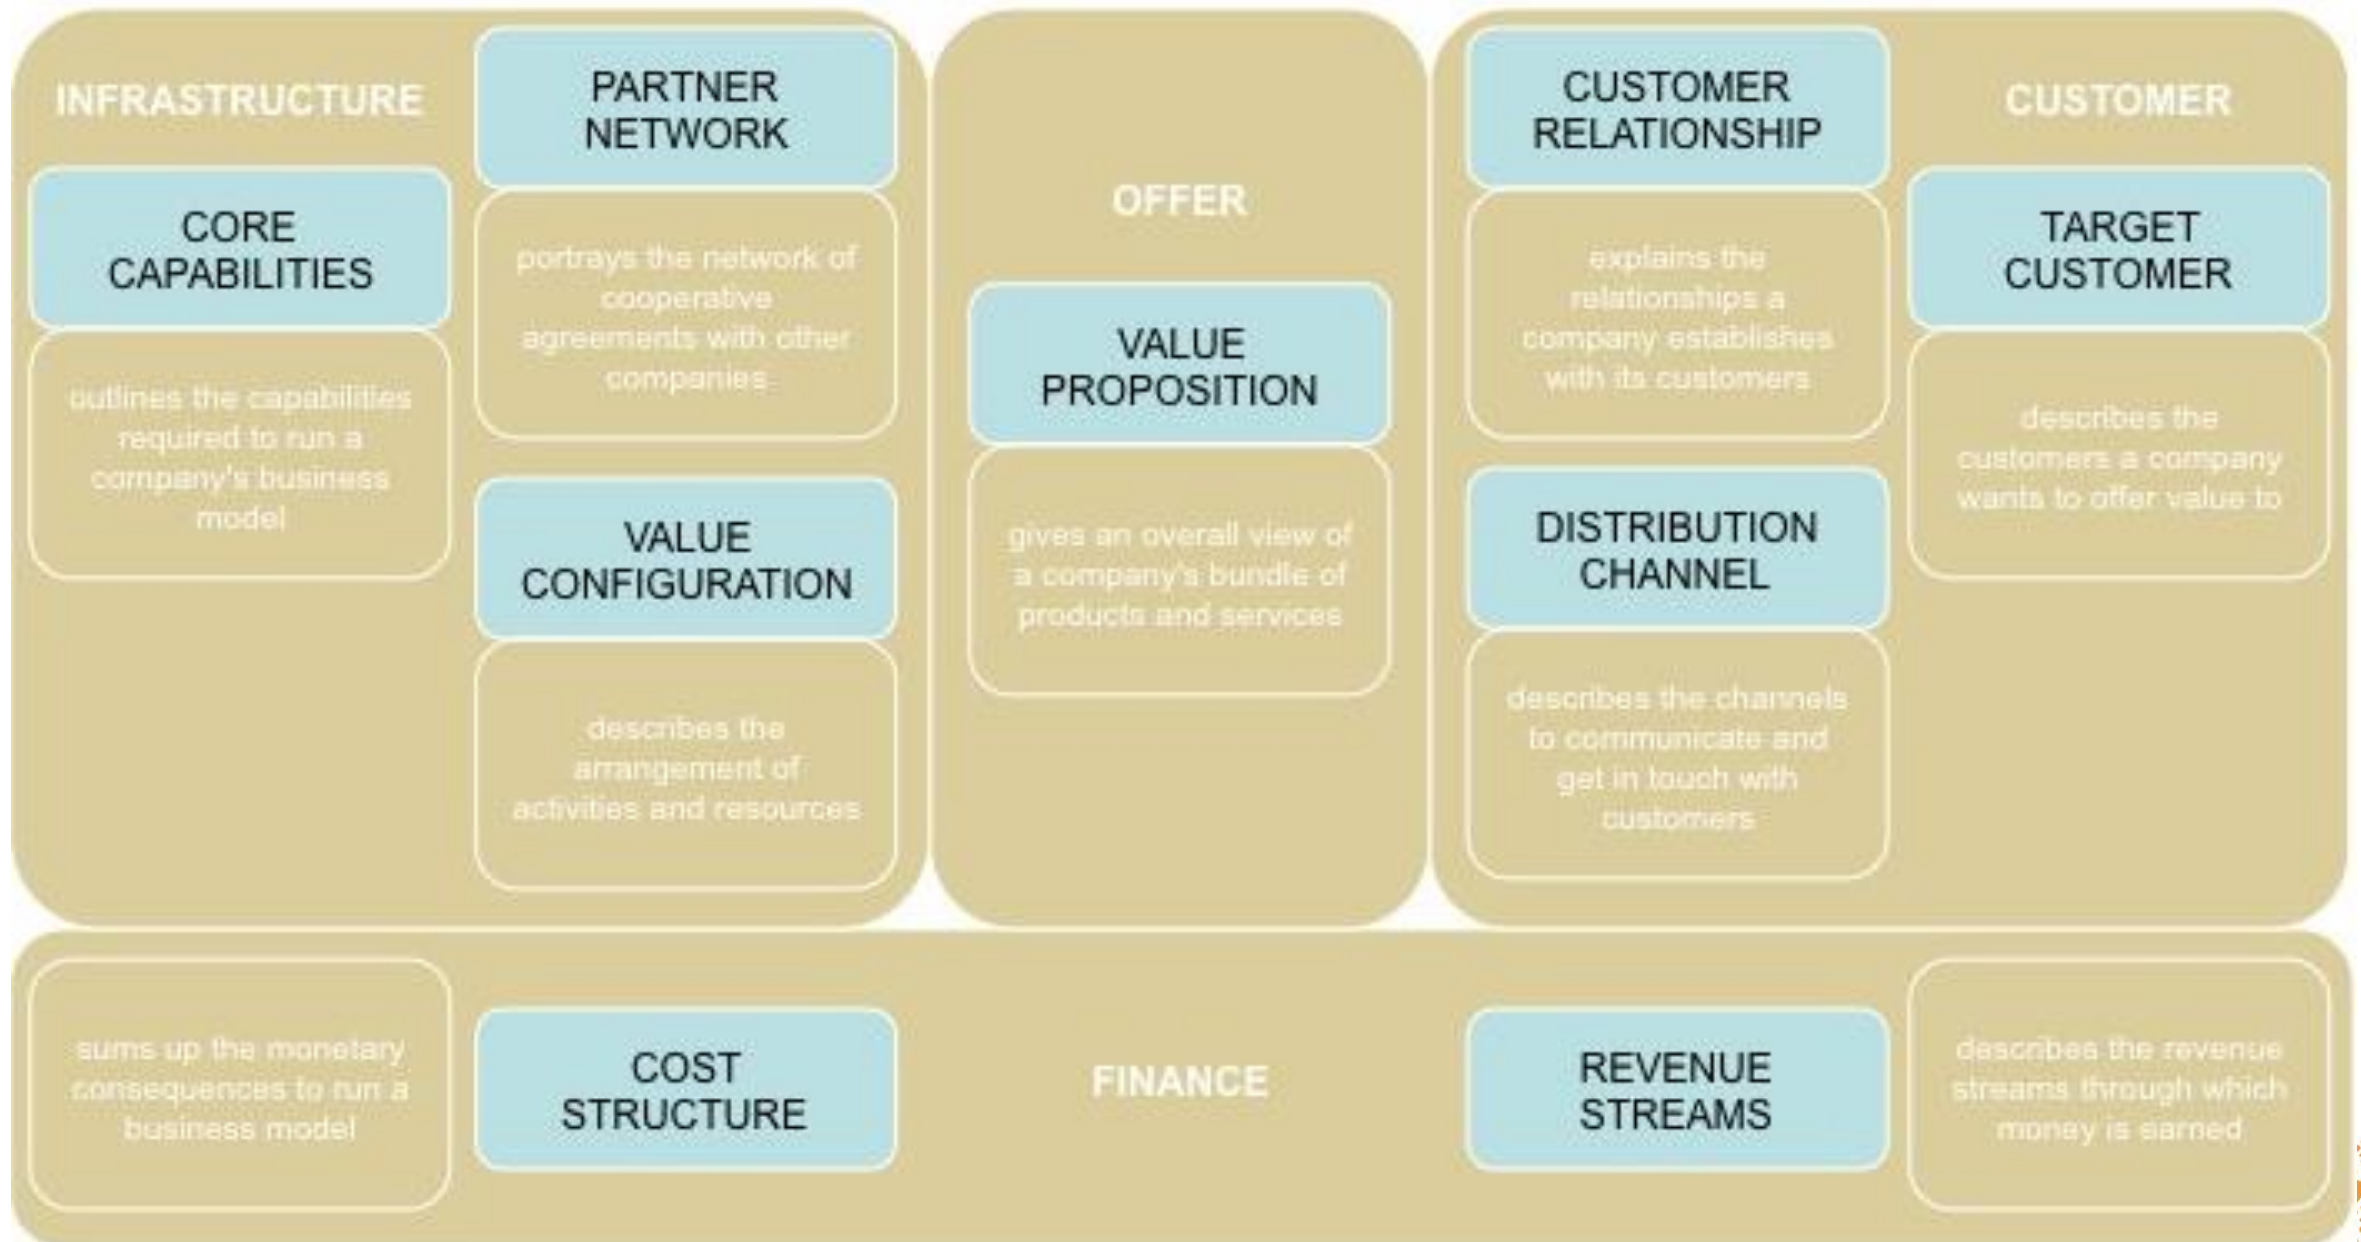 INFRASTRUCTURE
CORE
CAPABILITIES
outlines the capabilities
required to run a
company's business
model
PARTNER
NETWORK
portrays the network of
cooperative
agreements with other
companies
VALUE
CONFIGURATION
describes the
arrangement of
activities and resources
OFFER
VALUE
PROPOSITION
gives an overall view of
a company's bundle of
products and services
CUSTOMER
RELATIONSHIP
explains the
relationships a
company establishes
with its customers
DISTRIBUTION
CHANNEL
describes the channels
to communicate and
get in touch with
customers
CUSTOMER
TARGET
CUSTOMER
describes the
customers a company
wants to offer value to
sums up the monetary
consequences to run a
business model
COST
STRUCTURE
FINANCE
REVENUE
STREAMS
describes the revenue
streams through which
money is earned